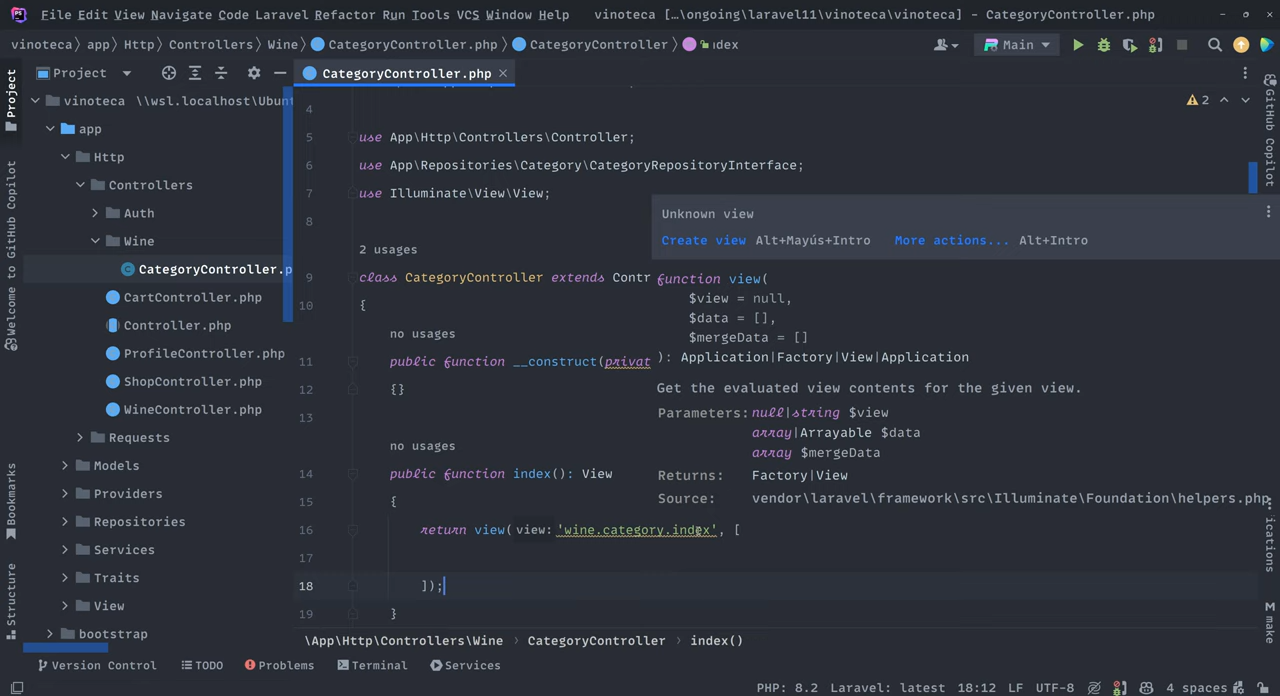 File Edit View Navigate Code Laravel Refactor Run Tools VCS Window Help vinoteca [...\ongoing\laravel11\vinoteca\vinoteca] - CategoryController.php
vinoteca app Http Controllers Wine CategoryController.php CategoryController index Main
Project CategoryController.php
Project
Welcome to GitHub Copilot
Bookmarks
Structure
vinoteca \\wsl.localhost\Ubunt
app
Http
Controllers
Auth
Wine
CategoryController.p
CartController.php
Controller.php
ProfileController.php
ShopController.php
WineController.php
Requests
Models
Providers
Repositories
Services
Traits
View
bootstrap
2
4
5 use App\Http\Controllers\Controller;
6 use App\Repositories\Category\CategoryRepositoryInterface;
7 use Illuminate\View\View;
8
2 usages
9 class CategoryController extends Contr
10 {
no usages
11 public function __construct(privat
12 {}
13
no usages
14 public function index(): View
15 {
16 return view( view: 'wine.category.index', [
17
18 ]);
19 }
Unknown view
Create view Alt+Mayús+Intro More actions... Alt+Intro
function view(
$view = null,
$data = [],
$mergeData = []
): Application|Factory|View|Application
Get the evaluated view contents for the given view.
Parameters: null|string $view
array|Arrayable $data
array $mergeData
Returns: Factory|View
Source: vendor\laravel\framework\src\Illuminate\Foundation\helpers.php
GitHub Copilot
M make
\App\Http\Controllers\Wine CategoryController index()
Version Control TODO Problems Terminal Services
PHP: 8.2 Laravel: latest 18:12 LF UTF-8 4 spaces